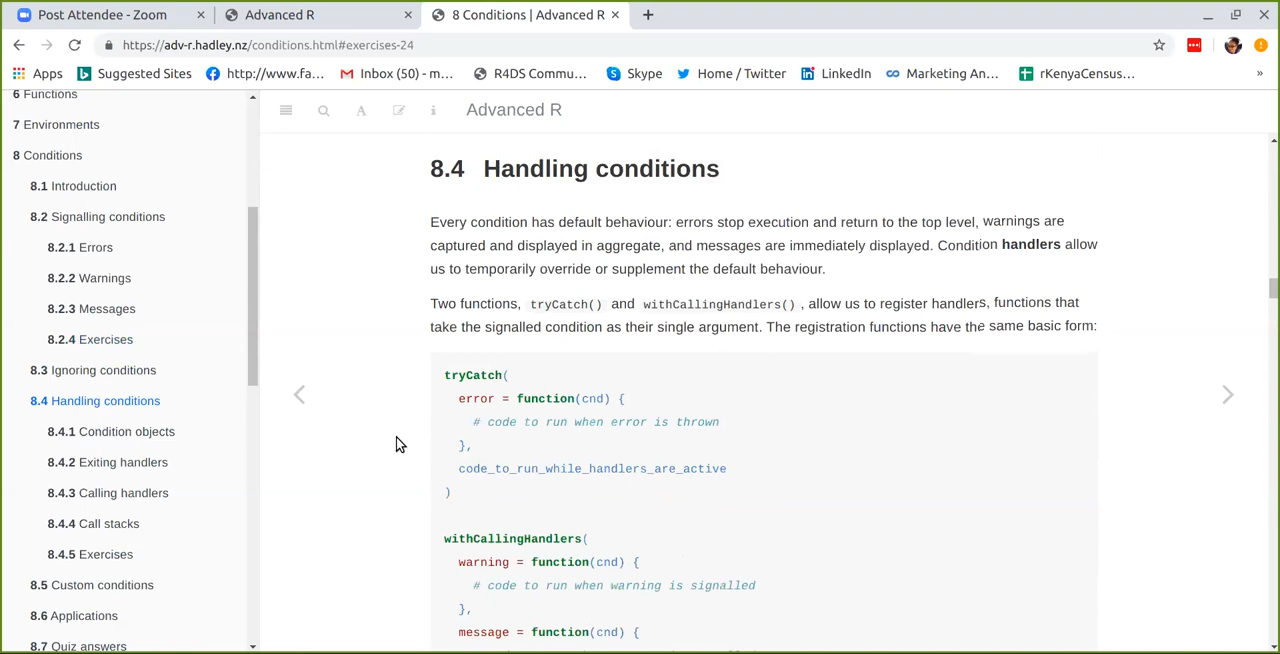 Post Attendee - Zoom
Advanced R
8 Conditions | Advanced R
https://adv-r.hadley.nz/conditions.html#exercises-24
Apps
Suggested Sites
http://www.fa...
Inbox (50) - m...
R4DS Commu...
Skype
Home / Twitter
LinkedIn
Marketing An...
rKenyaCensus...
»
6 Functions
7 Environments
8 Conditions
8.1 Introduction
8.2 Signalling conditions
8.2.1 Errors
8.2.2 Warnings
8.2.3 Messages
8.2.4 Exercises
8.3 Ignoring conditions
8.4 Handling conditions
8.4.1 Condition objects
8.4.2 Exiting handlers
8.4.3 Calling handlers
8.4.4 Call stacks
8.4.5 Exercises
8.5 Custom conditions
8.6 Applications
8.7 Quiz answers
A
i
Advanced R
8.4 Handling conditions
Every condition has default behaviour: errors stop execution and return to the top level, warnings are
captured and displayed in aggregate, and messages are immediately displayed. Condition handlers allow
us to temporarily override or supplement the default behaviour.
Two functions, tryCatch() and withCallingHandlers() , allow us to register handlers, functions that
take the signalled condition as their single argument. The registration functions have the same basic form:
tryCatch(
error = function(cnd) {
# code to run when error is thrown
},
code_to_run_while_handlers_are_active
)
withCallingHandlers(
warning = function(cnd) {
# code to run when warning is signalled
},
message = function(cnd) {